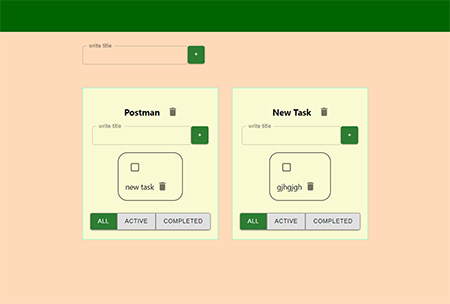 write title
+
Postman
write title
+
new task
ALL ACTIVE COMPLETED
New Task
write title
+
gjhgjgh
ALL ACTIVE COMPLETED